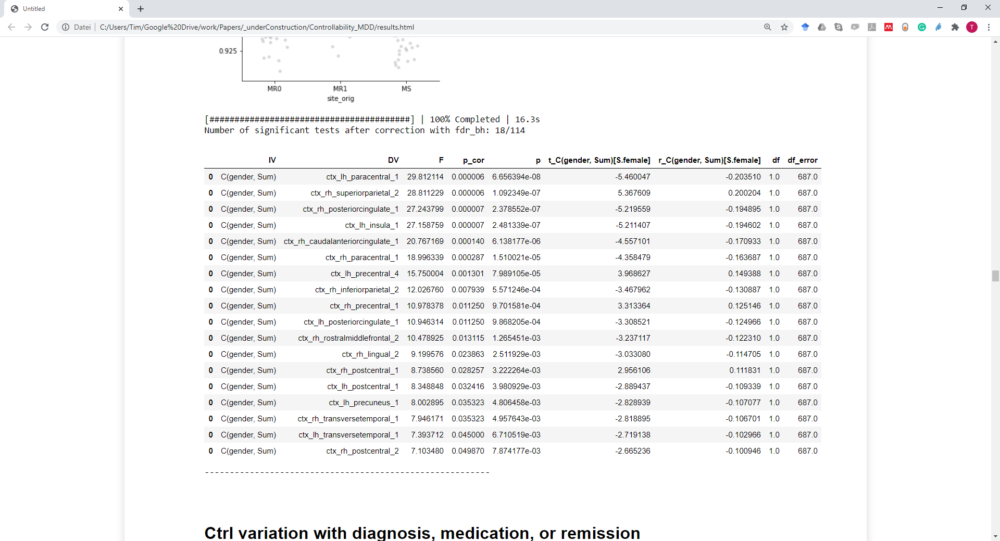 Untitled
Datei | C:/Users/Tim/Google%20Drive/work/Papers/_underConstruction/Controllability_MDD/results.html
T
0.925
MR0 MR1 MS
site_orig
[########################################] | 100% Completed | 16.3s
Number of significant tests after correction with fdr_bh: 18/114
IV DV F p_cor p t_C(gender, Sum)[S.female] r_C(gender, Sum)[S.female] df df_error
0 C(gender, Sum) ctx_lh_paracentral_1 29.812114 0.000006 6.656394e-08 -5.460047 -0.203510 1.0 687.0
0 C(gender, Sum) ctx_rh_superiorparietal_2 28.811229 0.000006 1.092349e-07 5.367609 0.200204 1.0 687.0
0 C(gender, Sum) ctx_rh_posteriorcingulate_1 27.243799 0.000007 2.378552e-07 -5.219559 -0.194895 1.0 687.0
0 C(gender, Sum) ctx_lh_insula_1 27.158759 0.000007 2.481339e-07 -5.211407 -0.194602 1.0 687.0
0 C(gender, Sum) ctx_rh_caudalanteriorcingulate_1 20.767169 0.000140 6.138177e-06 -4.557101 -0.170933 1.0 687.0
0 C(gender, Sum) ctx_rh_paracentral_1 18.996339 0.000287 1.510021e-05 -4.358479 -0.163687 1.0 687.0
0 C(gender, Sum) ctx_lh_precentral_4 15.750004 0.001301 7.989105e-05 3.968627 0.149388 1.0 687.0
0 C(gender, Sum) ctx_rh_inferiorparietal_2 12.026760 0.007939 5.571246e-04 -3.467962 -0.130887 1.0 687.0
0 C(gender, Sum) ctx_rh_precentral_1 10.978378 0.011250 9.701581e-04 3.313364 0.125146 1.0 687.0
0 C(gender, Sum) ctx_lh_posteriorcingulate_1 10.946314 0.011250 9.868205e-04 -3.308521 -0.124966 1.0 687.0
0 C(gender, Sum) ctx_rh_rostralmiddlefrontal_2 10.478925 0.013115 1.265451e-03 -3.237117 -0.122310 1.0 687.0
0 C(gender, Sum) ctx_rh_lingual_2 9.199576 0.023863 2.511929e-03 -3.033080 -0.114705 1.0 687.0
0 C(gender, Sum) ctx_rh_postcentral_1 8.738560 0.028257 3.222264e-03 2.956106 0.111831 1.0 687.0
0 C(gender, Sum) ctx_lh_postcentral_1 8.348848 0.032416 3.980929e-03 -2.889437 -0.109339 1.0 687.0
0 C(gender, Sum) ctx_lh_precuneus_1 8.002895 0.035323 4.806458e-03 -2.828939 -0.107077 1.0 687.0
0 C(gender, Sum) ctx_rh_transversetemporal_1 7.946171 0.035323 4.957643e-03 -2.818895 -0.106701 1.0 687.0
0 C(gender, Sum) ctx_lh_transversetemporal_1 7.393712 0.045000 6.710519e-03 -2.719138 -0.102966 1.0 687.0
0 C(gender, Sum) ctx_rh_postcentral_2 7.103480 0.049870 7.874177e-03 -2.665236 -0.100946 1.0 687.0
---------------------------------------------------------
Ctrl variation with diagnosis, medication, or remission